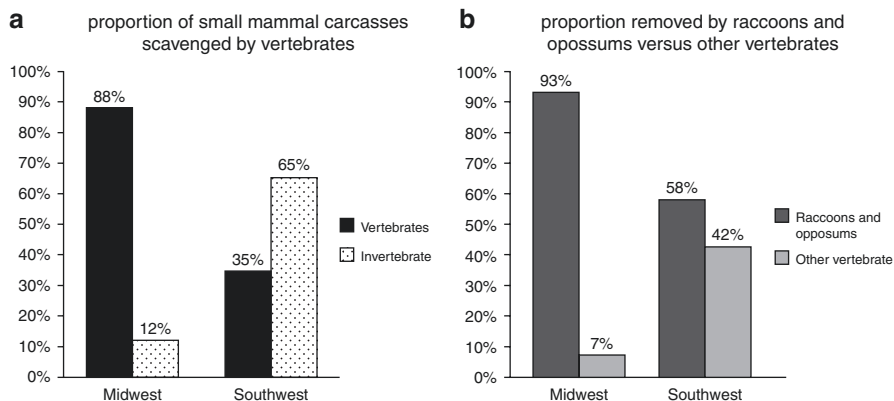 a
proportion of small mammal carcasses
scavenged by vertebrates
100%
90%
80%
70%
60%
50%
40%
30%
20%
10%
0%
88%
12%
35%
65%
Midwest
Southwest
Vertebrates
Invertebrate
b
proportion removed by raccoons and
opossums versus other vertebrates
100%
90%
80%
70%
60%
50%
40%
30%
20%
10%
0%
93%
7%
58%
42%
Midwest
Southwest
Raccoons and
opposums
Other vertebrate